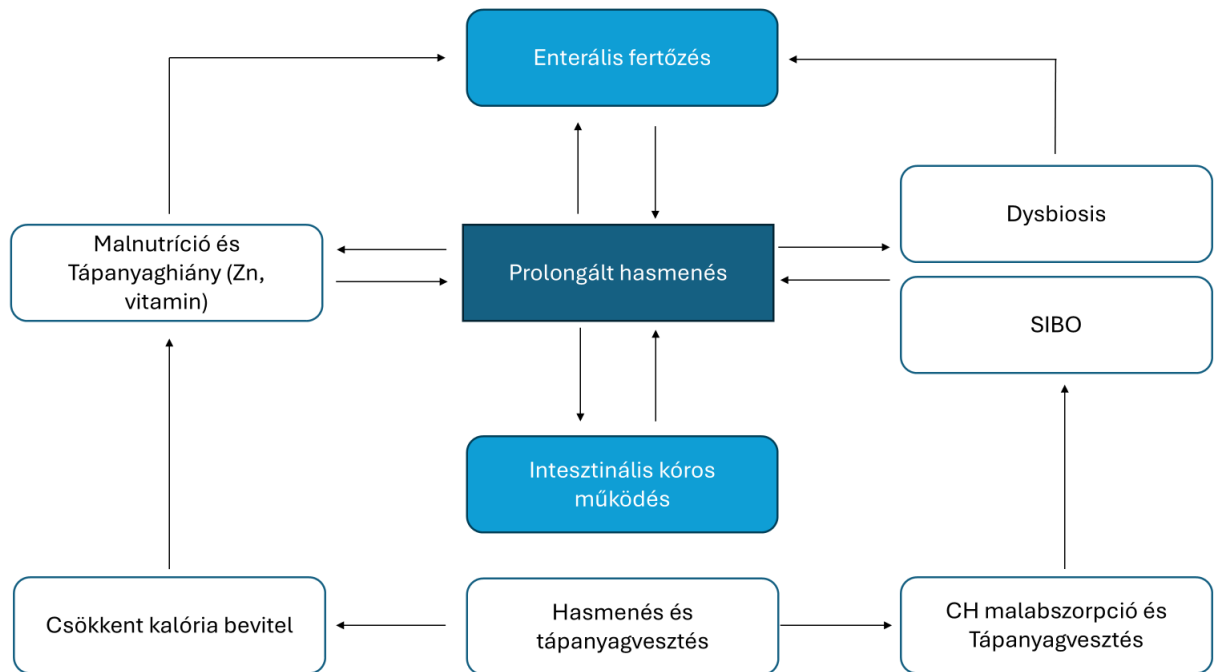 Enterális fertőzés
Dysbiosis
Malnutríció és
Tápanyaghiány (Zn,
vitamin)
Prolongált hasmenés
SIBO
Intesztinális kóros
működés
Csökkent kalória bevitel
Hasmenés és
tápanyagvesztés
CH malabszorpció és
Tápanyagvesztés